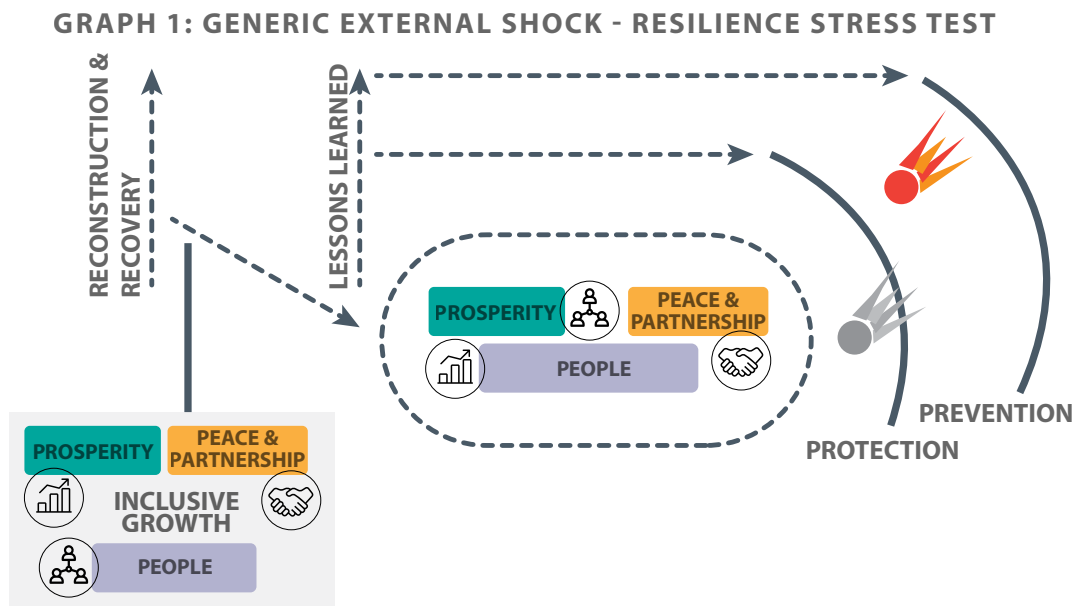 GRAPH 1: GENERIC EXTERNAL SHOCK - RESILIENCE STRESS TEST
RECONSTRUCTION &
RECOVERY
LESSONS LEARNED
PROSPERITY
PEACE &
PARTNERSHIP
PEOPLE
PREVENTION
PROTECTION
PROSPERITY
PEACE &
PARTNERSHIP
INCLUSIVE
GROWTH
PEOPLE